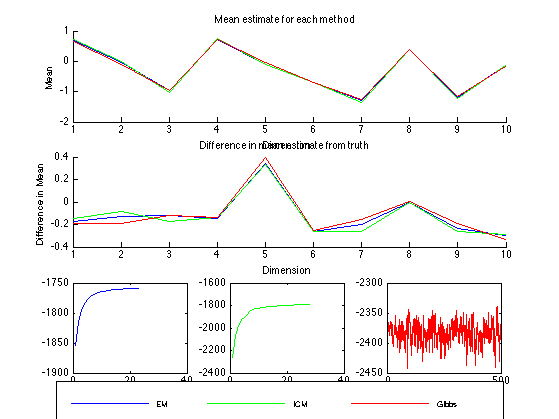 Mean estimate for each method
1
0
-1
-2
Mean
1 2 3 4 5 6 7 8 9 10
Difference in mean estimate from truth
0.4
0.2
0
-0.2
-0.4
Difference in Mean
1 2 3 4 5 6 7 8 9 10
Dimension
-1750
-1800
-1850
-1900
0 20 40
-1600
-1800
-2000
-2200
-2400
0 20 40
-2300
-2350
-2400
-2450
0 500
EM ICM Gibbs